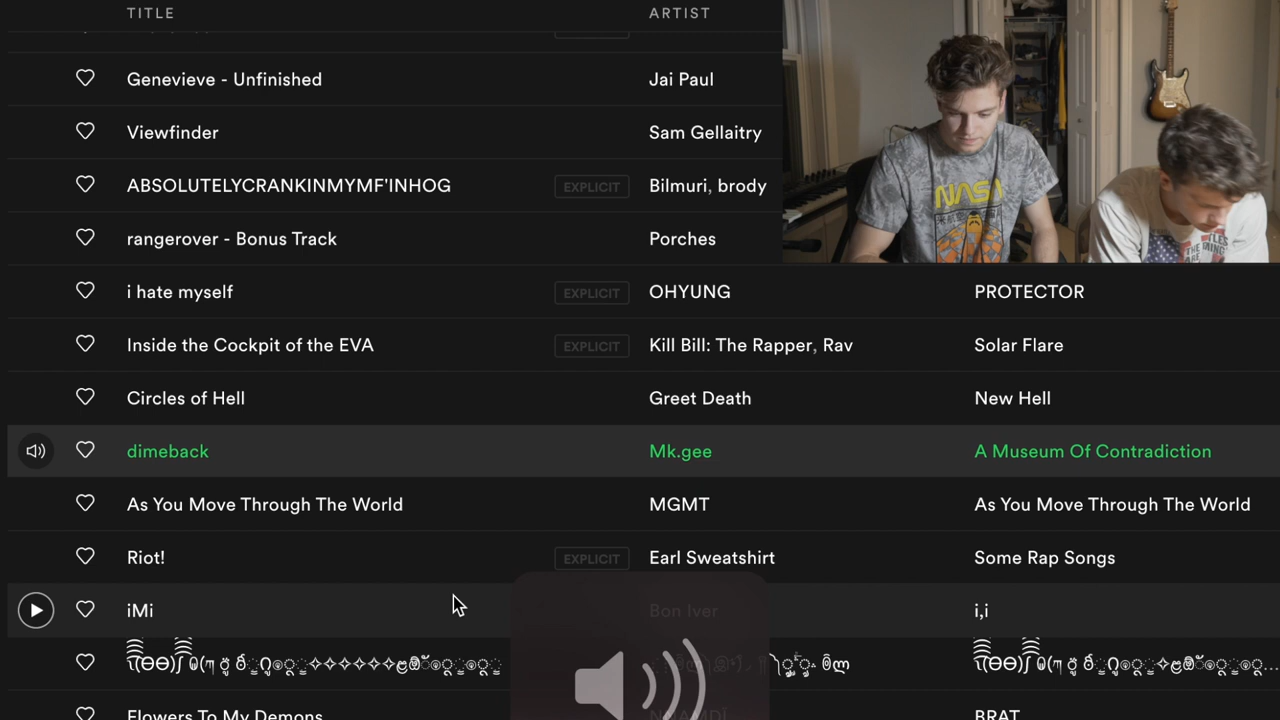 TITLE ARTIST
Genevieve - Unfinished Jai Paul
Viewfinder Sam Gellaitry
ABSOLUTELYCRANKINMYMF'INHOG EXPLICIT Bilmuri, brody
rangerover - Bonus Track Porches
i hate myself EXPLICIT OHYUNG PROTECTOR
Inside the Cockpit of the EVA EXPLICIT Kill Bill: The Rapper, Rav Solar Flare
Circles of Hell Greet Death New Hell
dimeback Mk.gee A Museum Of Contradiction
As You Move Through The World MGMT As You Move Through The World
Riot! EXPLICIT Earl Sweatshirt Some Rap Songs
iMi Bon Iver i,i
Flowers To My Demons NNAMDÏ BRAT
NASA